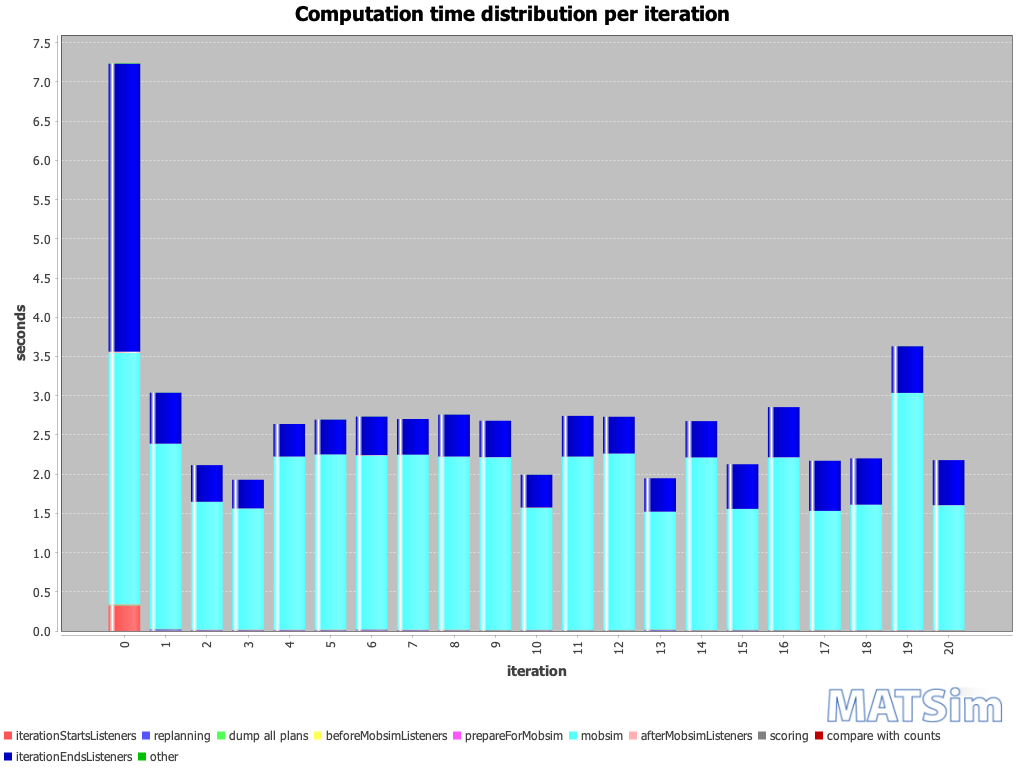 Computation time distribution per iteration
7.5
7.0
6.5
6.0
5.5
5.0
4.5
4.0
3.5
3.0
2.5
2.0
1.5
1.0
0.5
0.0
seconds
0 1 2 3 4 5 6 7 8 9 10 11 12 13 14 15 16 17 18 19 20
iteration
MATSim
iterationStartsListeners replanning dump all plans beforeMobsimListeners prepareForMobsim mobsim afterMobsimListeners scoring compare with counts
iterationEndsListeners other